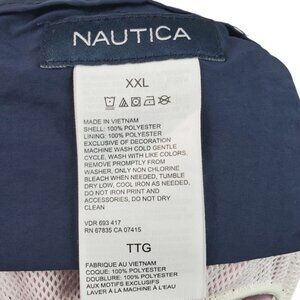 NAUTICA
XXL
MADE IN VIETNAM
SHELL: 100% POLYESTER
LINING: 100% POLYESTER
EXCLUSIVE OF DECORATION
MACHINE WASH COLD GENTLE
CYCLE, WASH WITH LIKE COLORS,
REMOVE PROMPTLY FROM
WASHER, ONLY NON CHLORINE
BLEACH WHEN NEEDED, TUMBLE
DRY LOW, COOL IRON IF NEEDED
DO NOT IRON PRINT AND
ACCESSORIES, DO NOT DRY
CLEAN
VDR 693 417
RN 67835 CA 07415
TTG
FABRIQUE AU VIETNAM
COQUE: 100% POLYESTER
DOUBLURE: 100% POLYESTER
AUX MOTIFS EXCLUSIFS
LAVER À LA MACHINE DANS